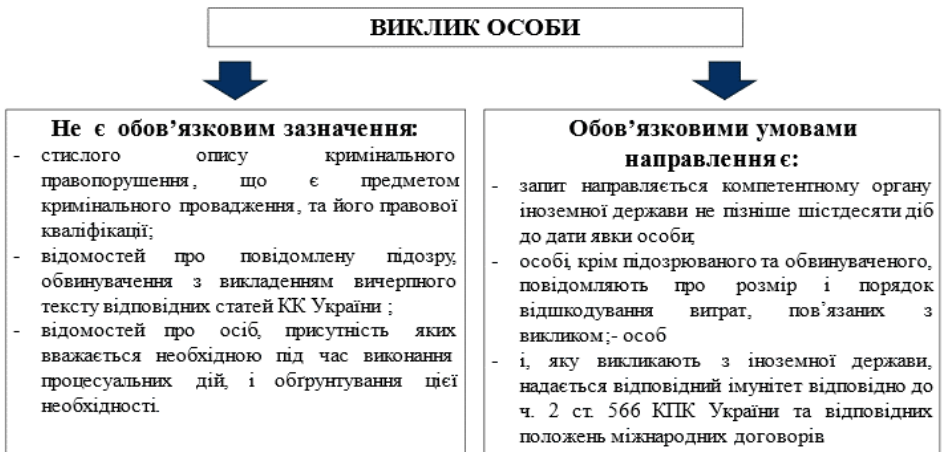 ВИКЛИК ОСОБИ
Не є обов’язковим зазначення:
- стислого опису кримінального
правопорушення, що є предметом
кримінального провадження, та його правової
кваліфікації;
- відомостей про повідомлену підозру,
обвинувачення з викладенням вичерпного
тексту відповідних статей КК України ;
- відомостей про осіб, присутність яких
вважається необхідною під час виконання
процесуальних дій, і обґрунтування цієї
необхідності.
Обов’язковими умовами
направлення є:
- запит направляється компетентному органу
іноземної держави не пізніше шістдесяти діб
до дати явки особи;
- особі, крім підозрюваного та обвинуваченого,
повідомляють про розмір і порядок
відшкодування витрат, пов’язаних з
викликом;- особ
- і, яку викликають з іноземної держави,
надається відповідний імунітет відповідно до
ч. 2 ст. 566 КПК України та відповідних
положень міжнародних договорів